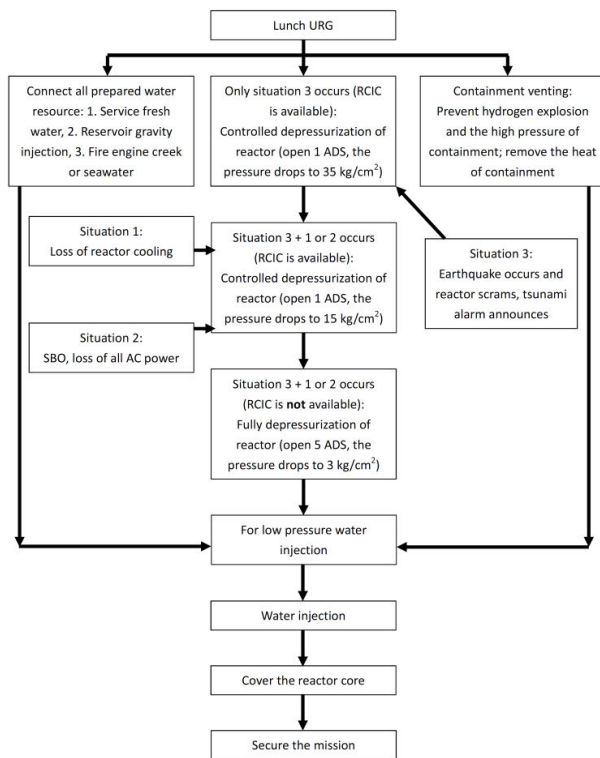 Lunch URG
Connect all prepared water
resource: 1. Service fresh
water, 2. Reservoir gravity
injection, 3. Fire engine creek
or seawater
Only situation 3 occurs (RCIC
is available):
Controlled depressurization of
reactor (open 1 ADS, the
pressure drops to 35 kg/cm²)
Containment venting:
Prevent hydrogen explosion
and the high pressure of
containment; remove the heat
of containment
Situation 1:
Loss of reactor cooling
Situation 3 + 1 or 2 occurs
(RCIC is available):
Controlled depressurization of
reactor (open 1 ADS, the
pressure drops to 15 kg/cm²)
Situation 3:
Earthquake occurs and
reactor scrams, tsunami
alarm announces
Situation 2:
SBO, loss of all AC power
Situation 3 + 1 or 2 occurs
(RCIC is not available):
Fully depressurization of
reactor (open 5 ADS, the
pressure drops to 3 kg/cm²)
For low pressure water
injection
Water injection
Cover the reactor core
Secure the mission